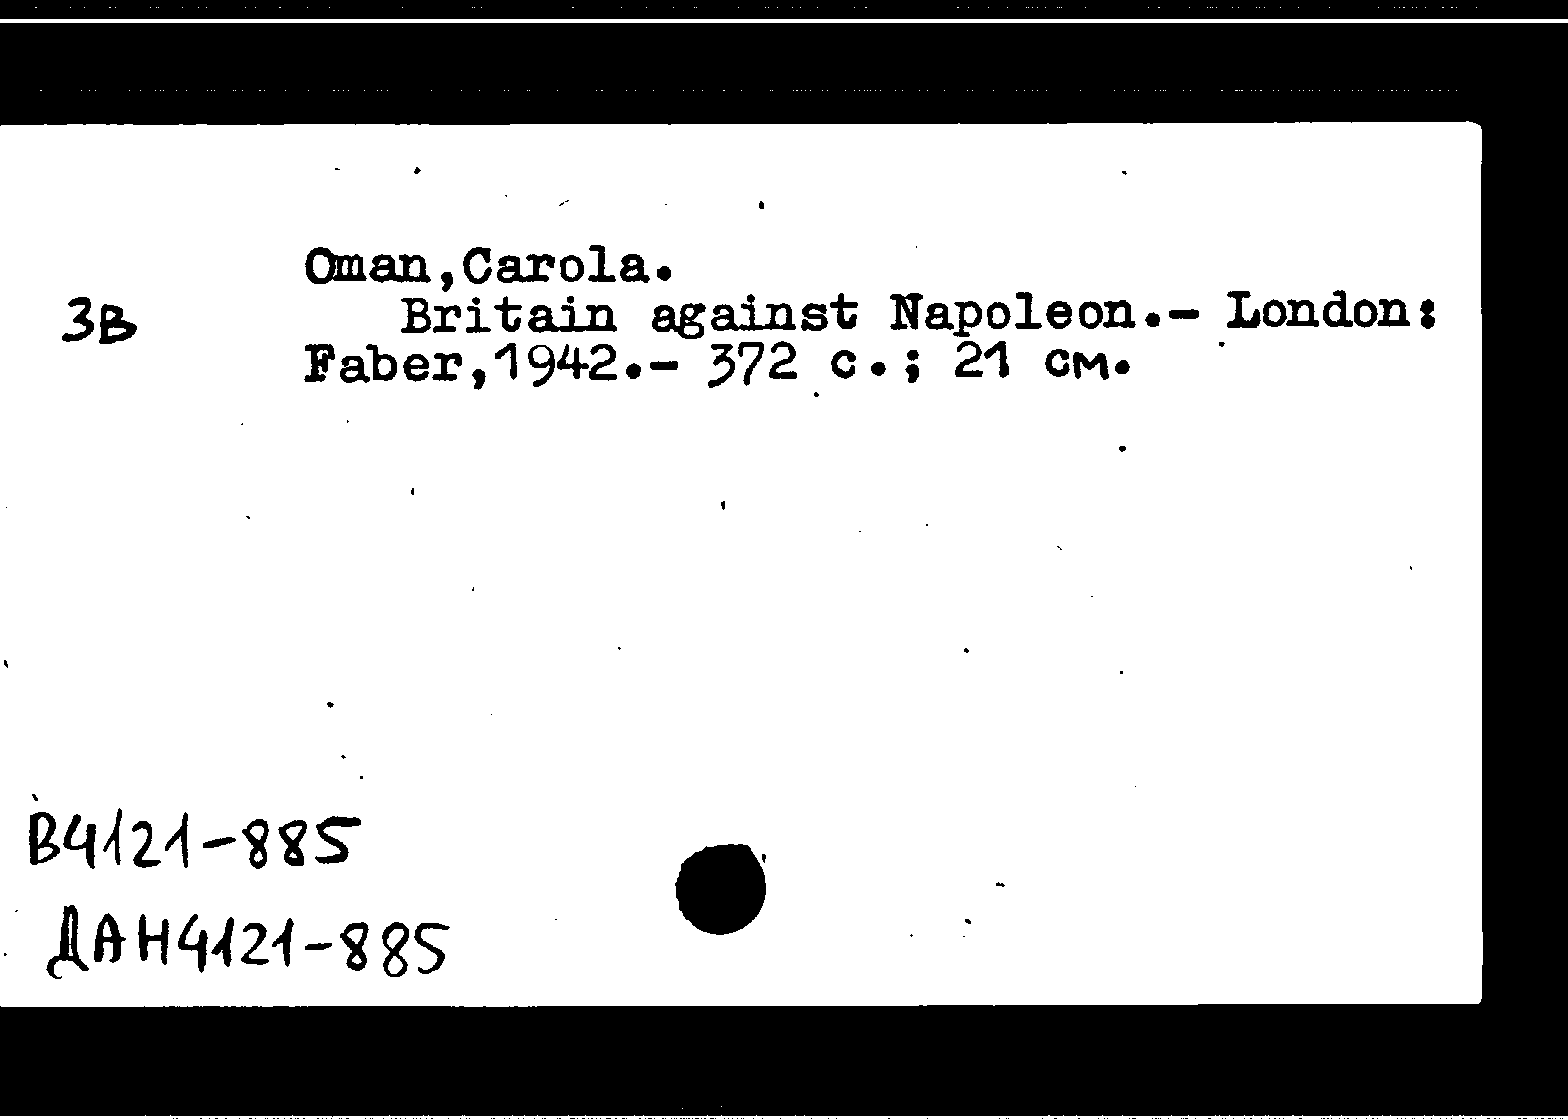 Oman,Carola.
3В
Britain against Napoleon.- London:
Faber,1942.- 372 с.; 21 см.
В4121-885
ДАН4121-885